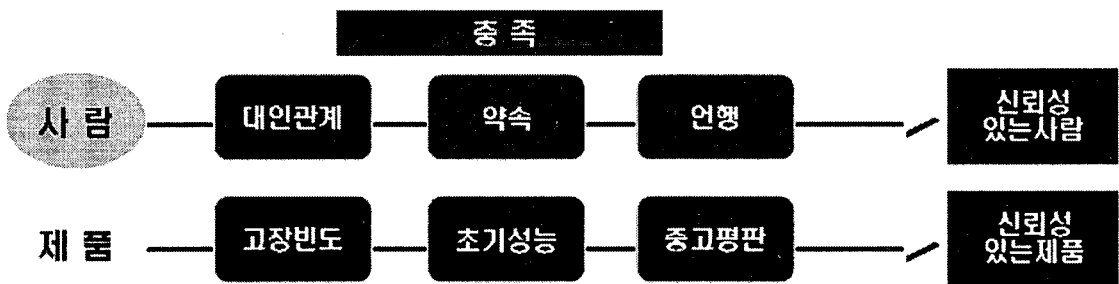 충 족
사 람
대인관계
약속
언행
신뢰성
있는사람
제 품
고장빈도
초기성능
중고평판
신뢰성
있는제품